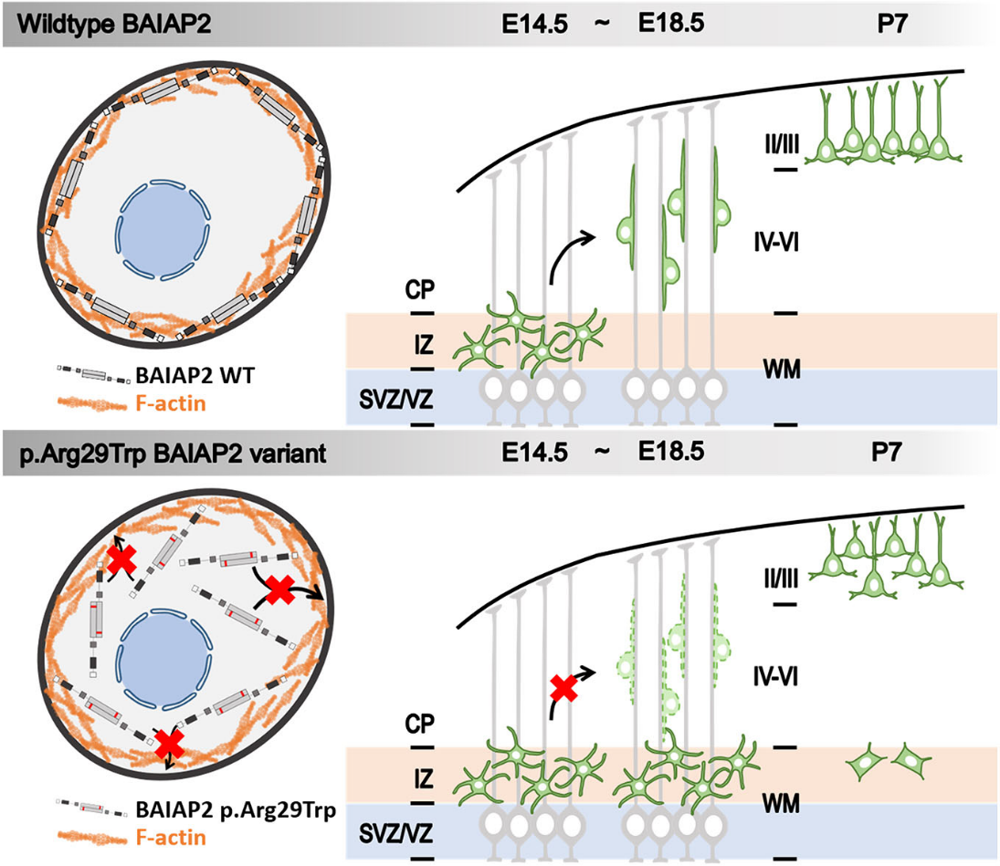 Wildtype BAIAP2 E14.5 ~ E18.5 P7
II/III
IV-VI
CP
IZ
WM
SVZ/VZ
BAIAP2 WT
F-actin
p.Arg29Trp BAIAP2 variant E14.5 ~ E18.5 P7
II/III
IV-VI
CP
IZ
WM
SVZ/VZ
BAIAP2 p.Arg29Trp
F-actin